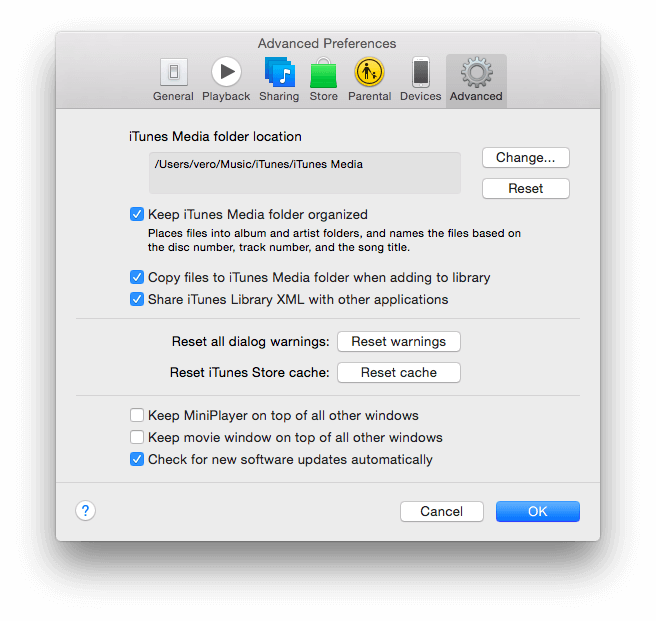 Advanced Preferences
General Playback Sharing Store Parental Devices Advanced
iTunes Media folder location
/Users/vero/Music/iTunes/iTunes Media
Change...
Reset
Keep iTunes Media folder organized
Places files into album and artist folders, and names the files based on
the disc number, track number, and the song title.
Copy files to iTunes Media folder when adding to library
Share iTunes Library XML with other applications
Reset all dialog warnings: Reset warnings
Reset iTunes Store cache: Reset cache
Keep MiniPlayer on top of all other windows
Keep movie window on top of all other windows
Check for new software updates automatically
? Cancel OK